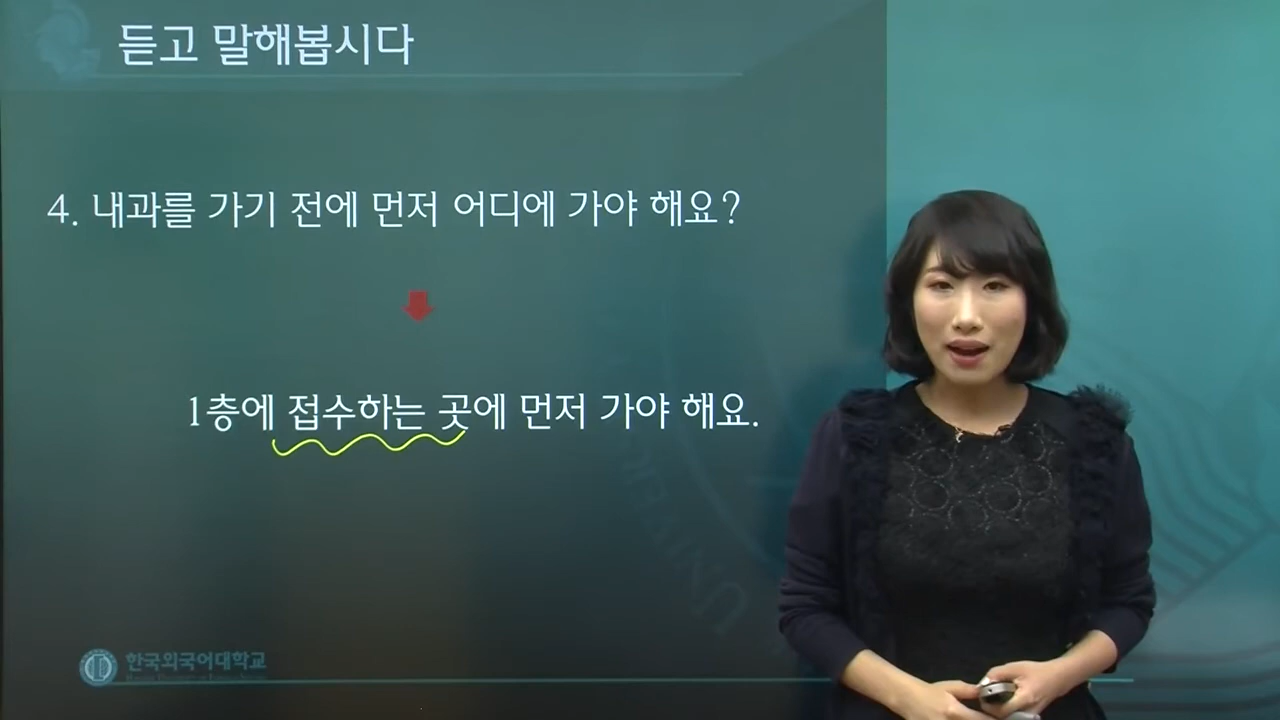 듣고 말해봅시다
4. 내과를 가기 전에 먼저 어디에 가야 해요?
1층에 접수하는 곳에 먼저 가야 해요.
한국외국어대학교